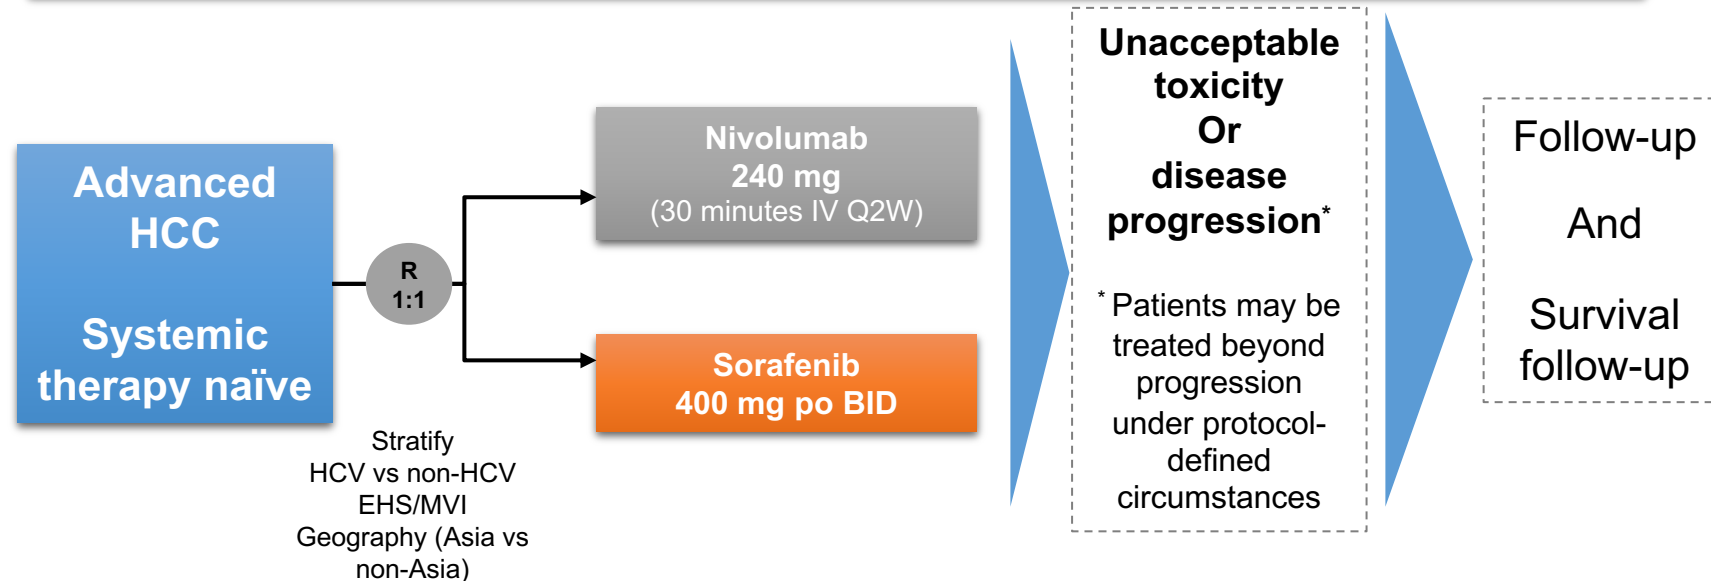 Advanced
HCC
Systemic
therapy naïve
R
1:1
Stratify
HCV vs non-HCV
EHS/MVI
Geography (Asia vs
non-Asia)
Nivolumab
240 mg
(30 minutes IV Q2W)
Sorafenib
400 mg po BID
Unacceptable
toxicity
Or
disease
progression*
* Patients may be
treated beyond
progression
under protocol-
defined
circumstances
Follow-up
And
Survival
follow-up